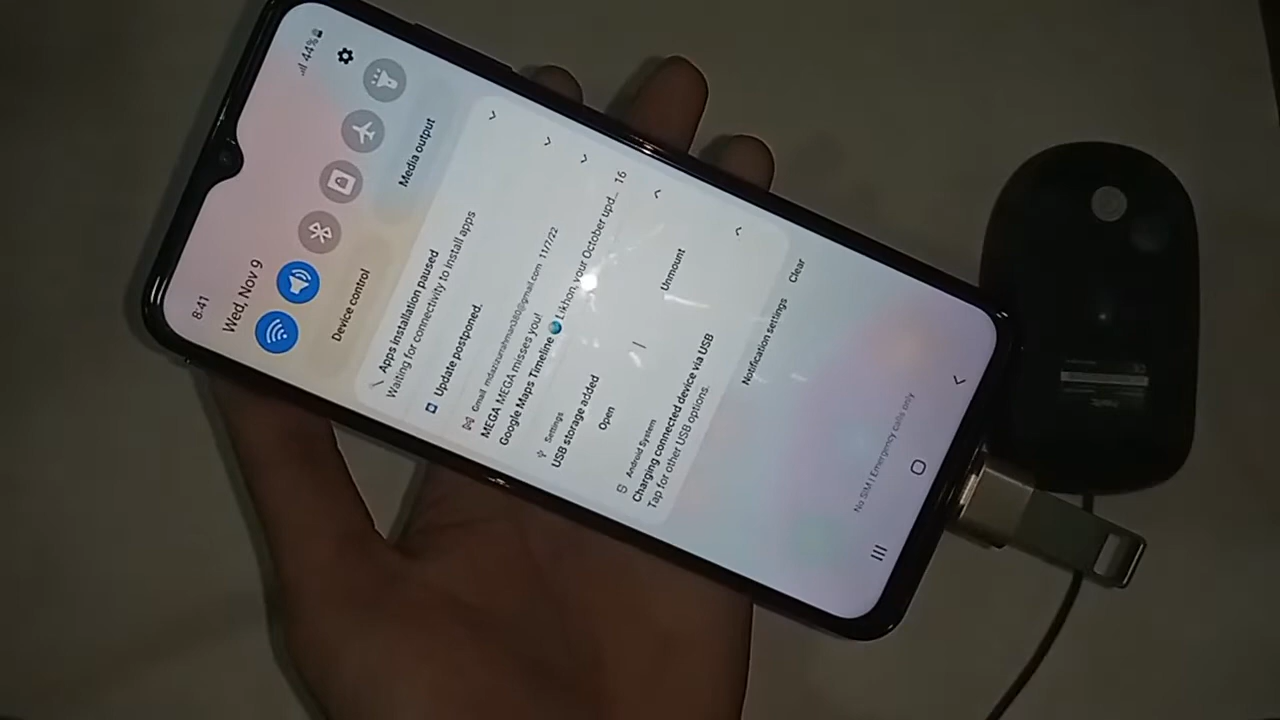 8:41
44%
Wed, Nov 9
Device control
Media output
Apps installation paused
Waiting for connectivity to install apps
Update postponed.
Gmail mdazizurrahman380@gmail.com 11/7/22
MEGA MEGA misses you!
Google Maps Timeline 🌍 Likhon, your October upd... 16
Settings
USB storage added
Open
Unmount
Android System
Charging connected device via USB
Tap for other USB options.
Notification settings
Clear
No SIM | Emergency calls only